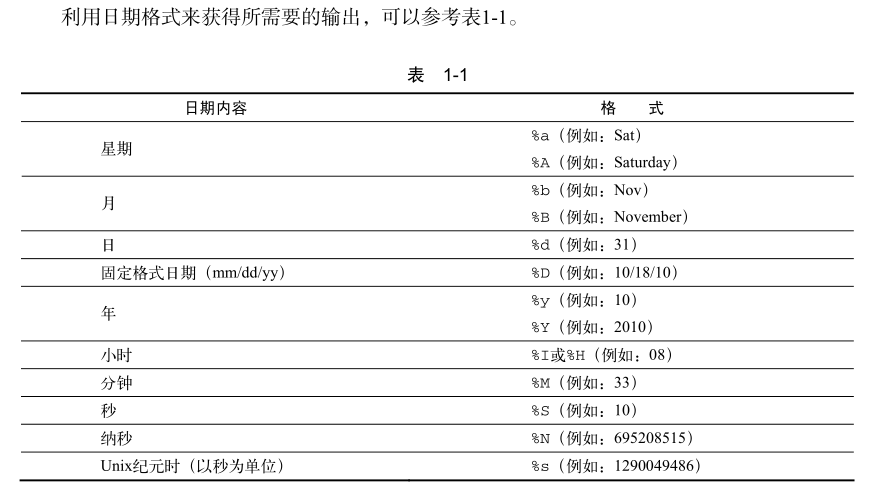 利用日期格式来获得所需要的输出，可以参考表1-1。
表 1-1
日期内容 格 式
星期 %a（例如：Sat）
%A（例如：Saturday）
月 %b（例如：Nov）
%B（例如：November）
日 %d（例如：31）
固定格式日期（mm/dd/yy） %D（例如：10/18/10）
年 %y（例如：10）
%Y（例如：2010）
小时 %I或%H（例如：08）
分钟 %M（例如：33）
秒 %S（例如：10）
纳秒 %N（例如：695208515）
Unix纪元时（以秒为单位） %s（例如：1290049486）